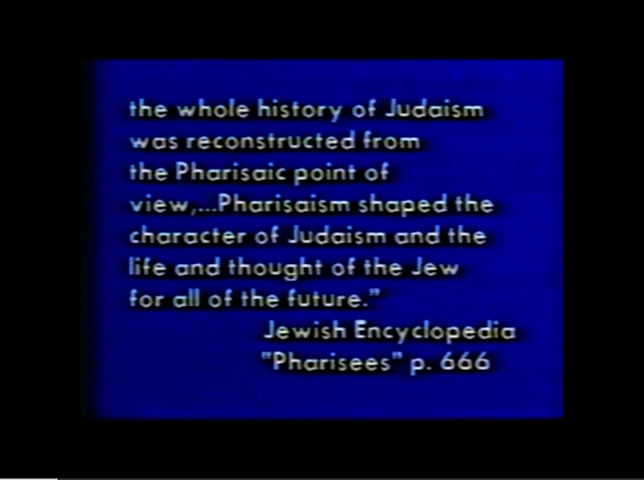 the whole history of Judaism
was reconstructed from
the Pharisaic point of
view,...Pharisaism shaped the
character of Judaism and the
life and thought of the Jew
for all of the future."
Jewish Encyclopedia
"Pharisees" p. 666